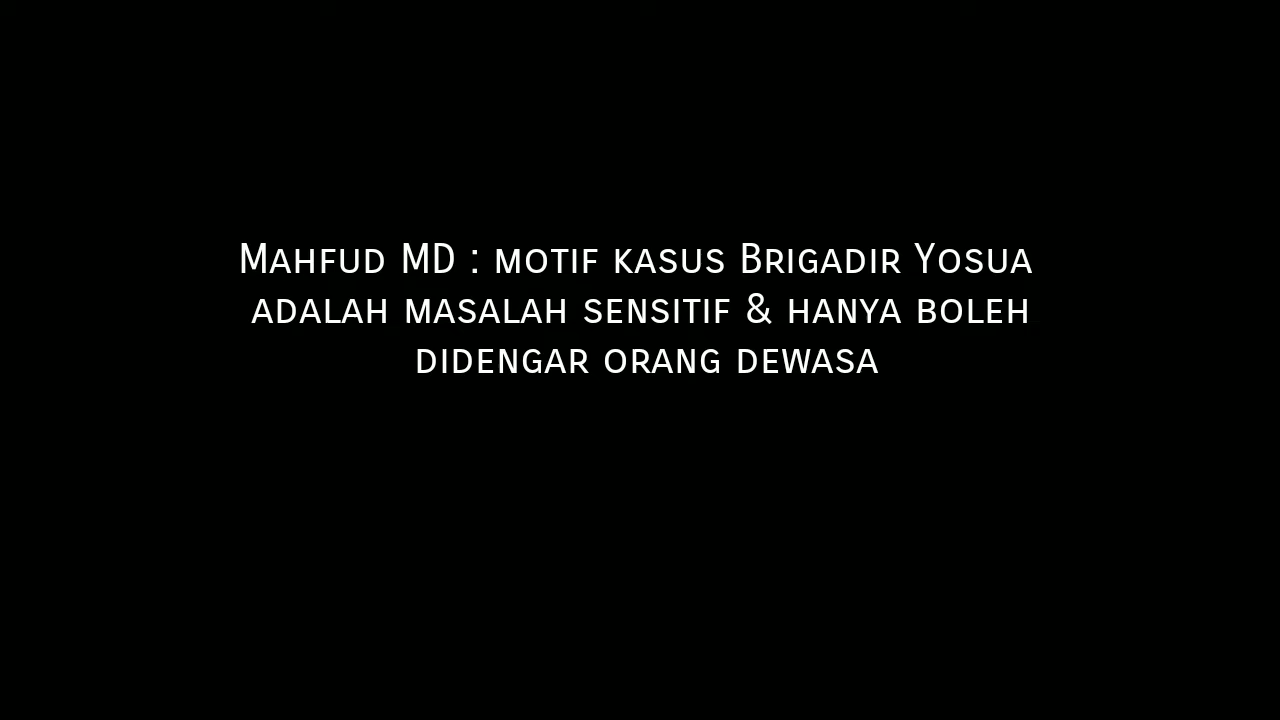 Mahfud MD : motif kasus Brigadir Yosua
adalah masalah sensitif & hanya boleh
didengar orang dewasa